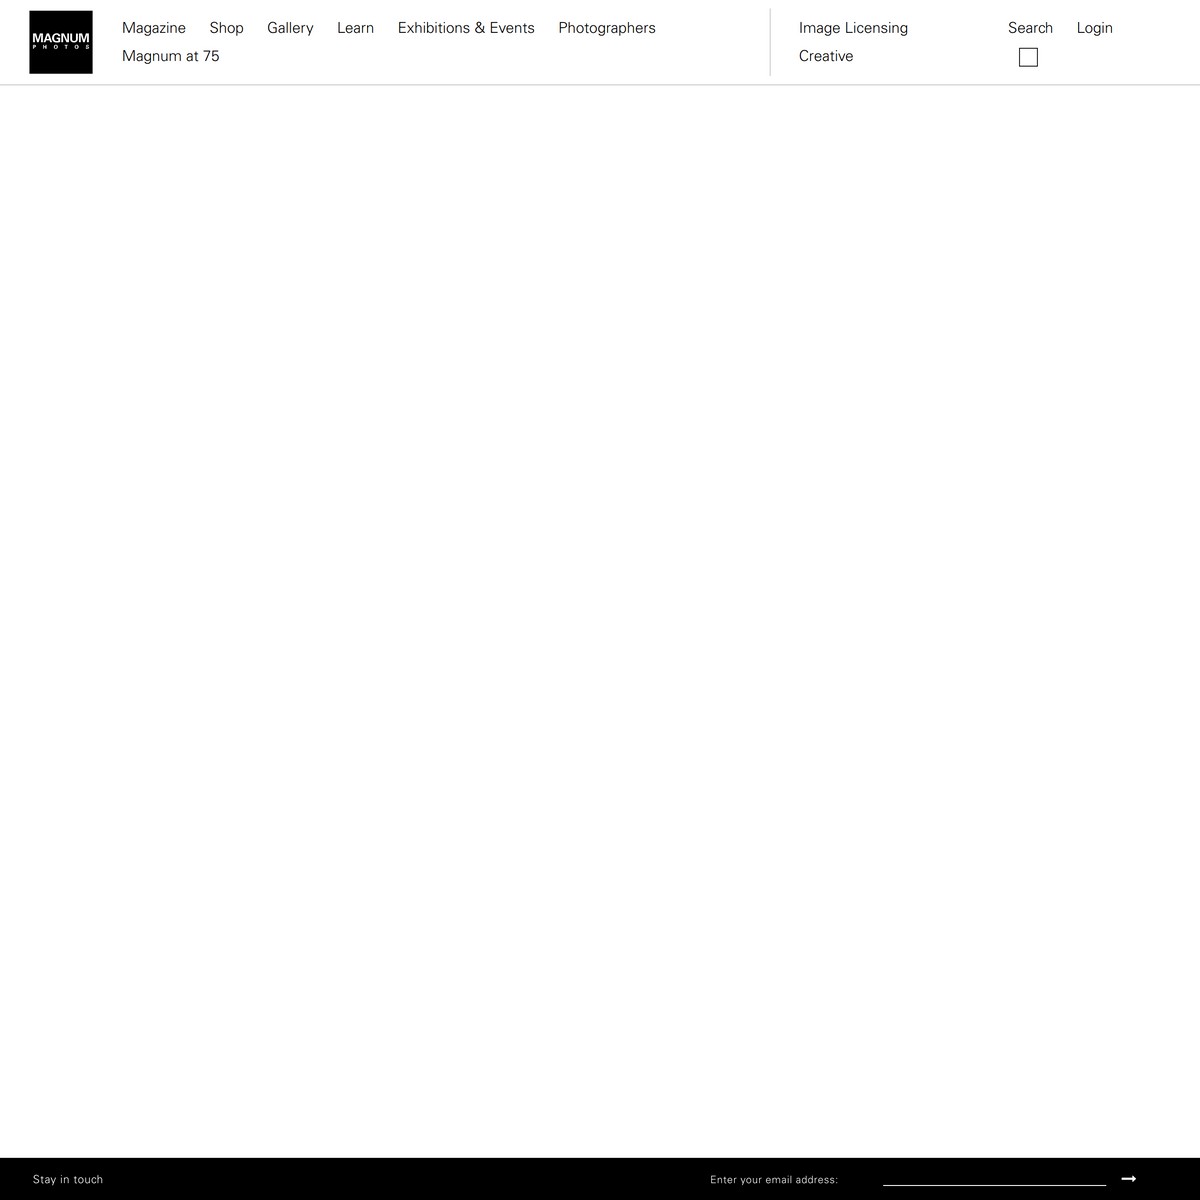 MAGNUM
PHOTOS
Magazine Shop Gallery Learn Exhibitions & Events Photographers
Magnum at 75
Image Licensing
Creative
Search Login
Stay in touch
Enter your email address: